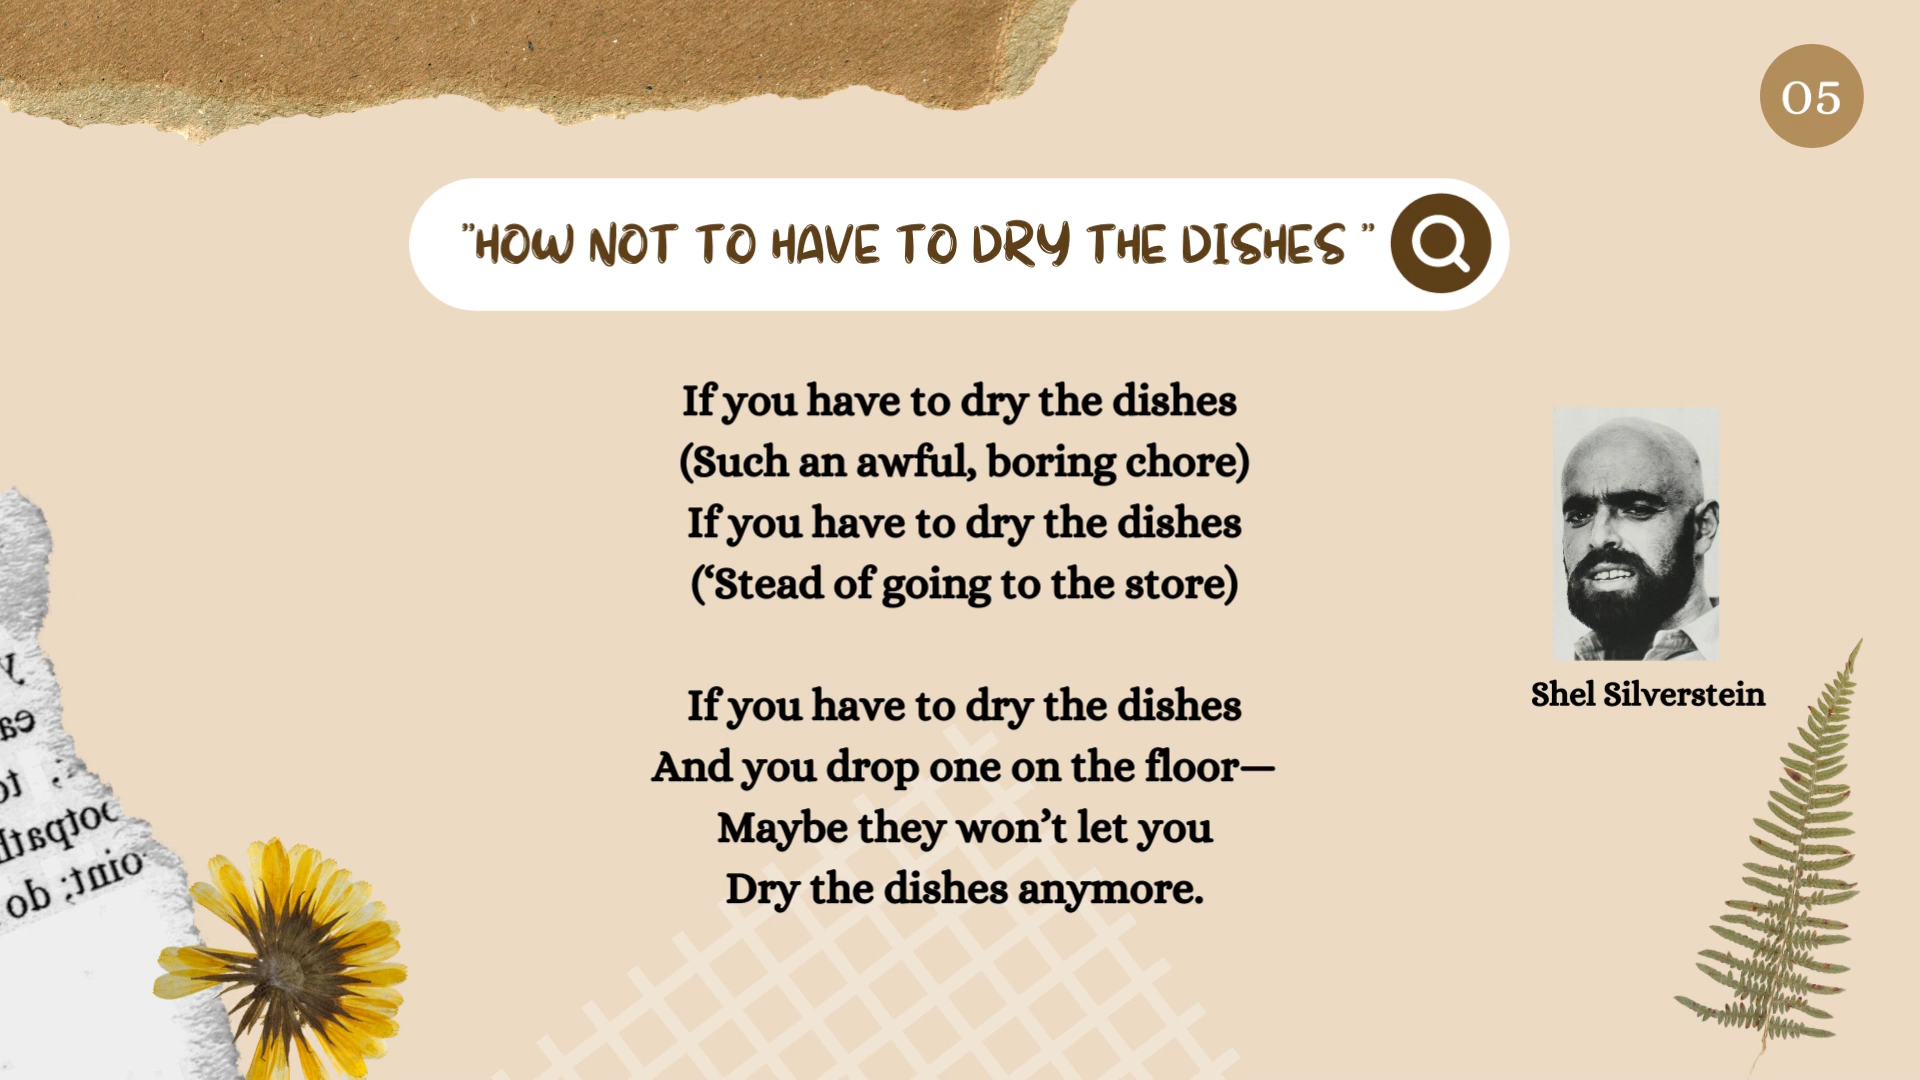 05
"HOW NOT TO HAVE TO DRY THE DISHES "
If you have to dry the dishes
(Such an awful, boring chore)
If you have to dry the dishes
(‘Stead of going to the store)
If you have to dry the dishes
And you drop one on the floor—
Maybe they won’t let you
Dry the dishes anymore.
Shel Silverstein